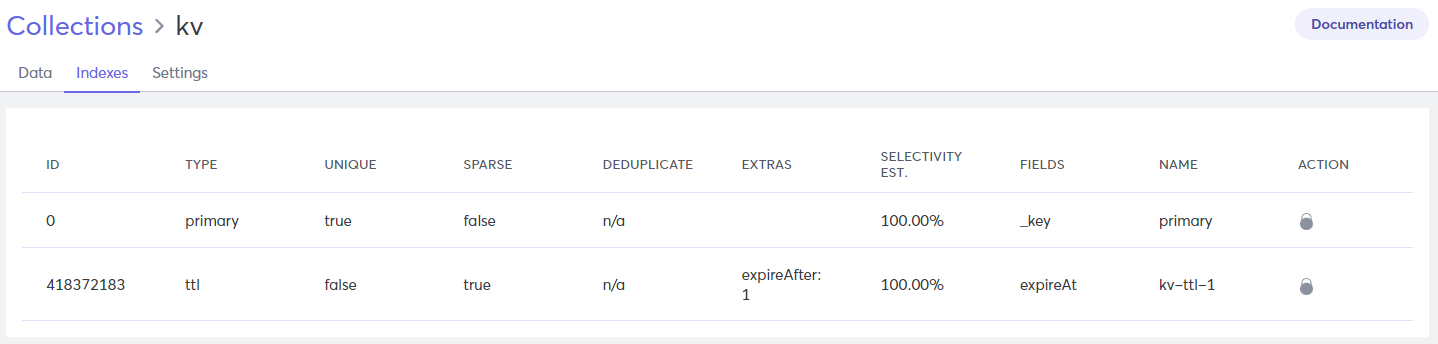 Collections > kv
Documentation
Data Indexes Settings
ID TYPE UNIQUE SPARSE DEDUPLICATE EXTRAS SELECTIVITY EST. FIELDS NAME ACTION
0 primary true false n/a 100.00% _key primary
418372183 ttl false true n/a expireAfter: 1 100.00% expireAt kv-ttl-1